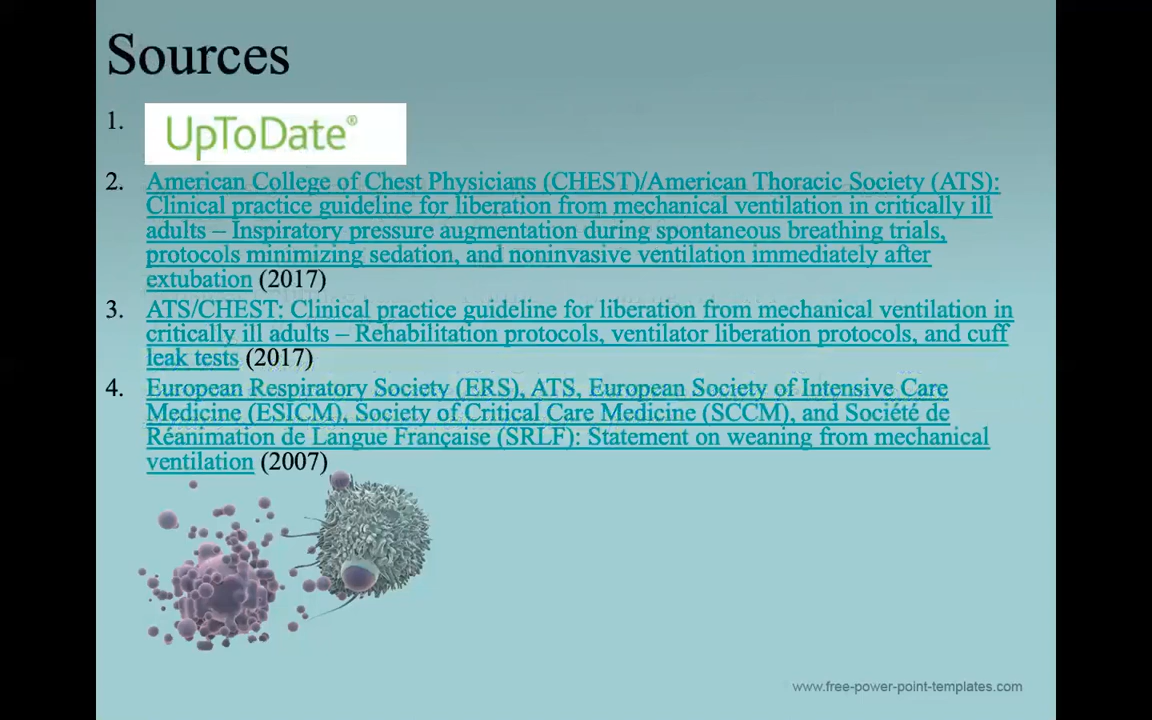 Sources
1. UpToDate®
2. American College of Chest Physicians (CHEST)/American Thoracic Society (ATS):
Clinical practice guideline for liberation from mechanical ventilation in critically ill
adults – Inspiratory pressure augmentation during spontaneous breathing trials,
protocols minimizing sedation, and noninvasive ventilation immediately after
extubation (2017)
3. ATS/CHEST: Clinical practice guideline for liberation from mechanical ventilation in
critically ill adults – Rehabilitation protocols, ventilator liberation protocols, and cuff
leak tests (2017)
4. European Respiratory Society (ERS), ATS, European Society of Intensive Care
Medicine (ESICM), Society of Critical Care Medicine (SCCM), and Société de
Réanimation de Langue Française (SRLF): Statement on weaning from mechanical
ventilation (2007)
www.free-power-point-templates.com